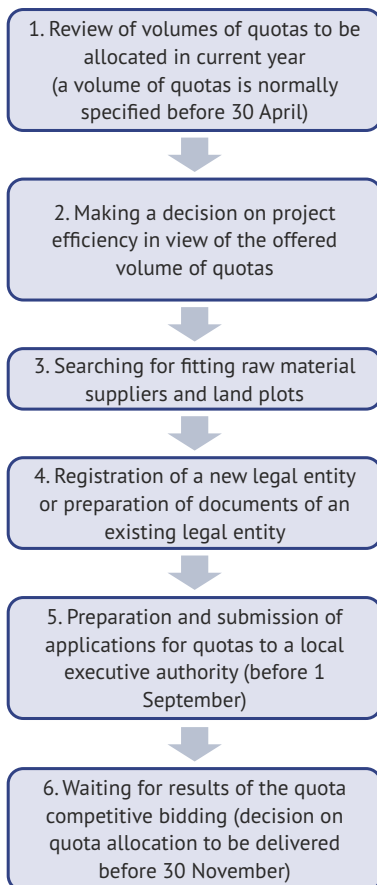 1. Review of volumes of quotas to be
allocated in current year
(a volume of quotas is normally
specified before 30 April)
2. Making a decision on project
efficiency in view of the offered
volume of quotas
3. Searching for fitting raw material
suppliers and land plots
4. Registration of a new legal entity
or preparation of documents of an
existing legal entity
5. Preparation and submission of
applications for quotas to a local
executive authority (before 1
September)
6. Waiting for results of the quota
competitive bidding (decision on
quota allocation to be delivered
before 30 November)